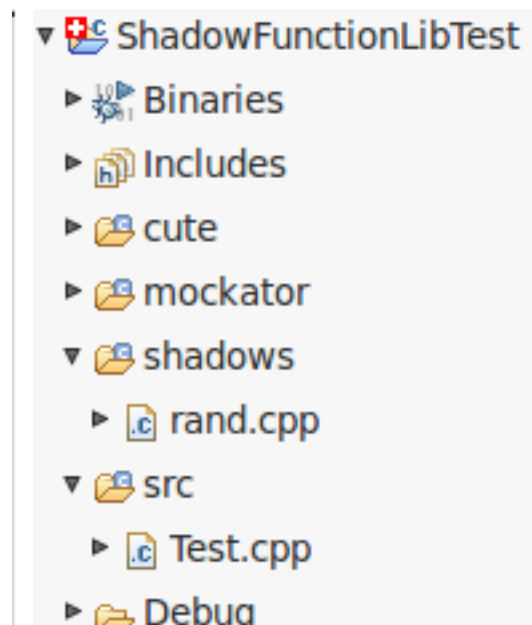 ShadowFunctionLibTest
Binaries
Includes
cute
mockator
shadows
rand.cpp
src
Test.cpp
Debug